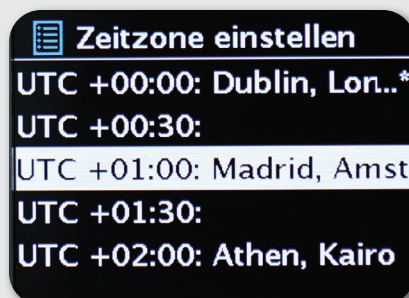 Zeitzone einstellen
UTC +00:00: Dublin, Lon...*
UTC +00:30:
UTC +01:00: Madrid, Amst
UTC +01:30:
UTC +02:00: Athen, Kairo